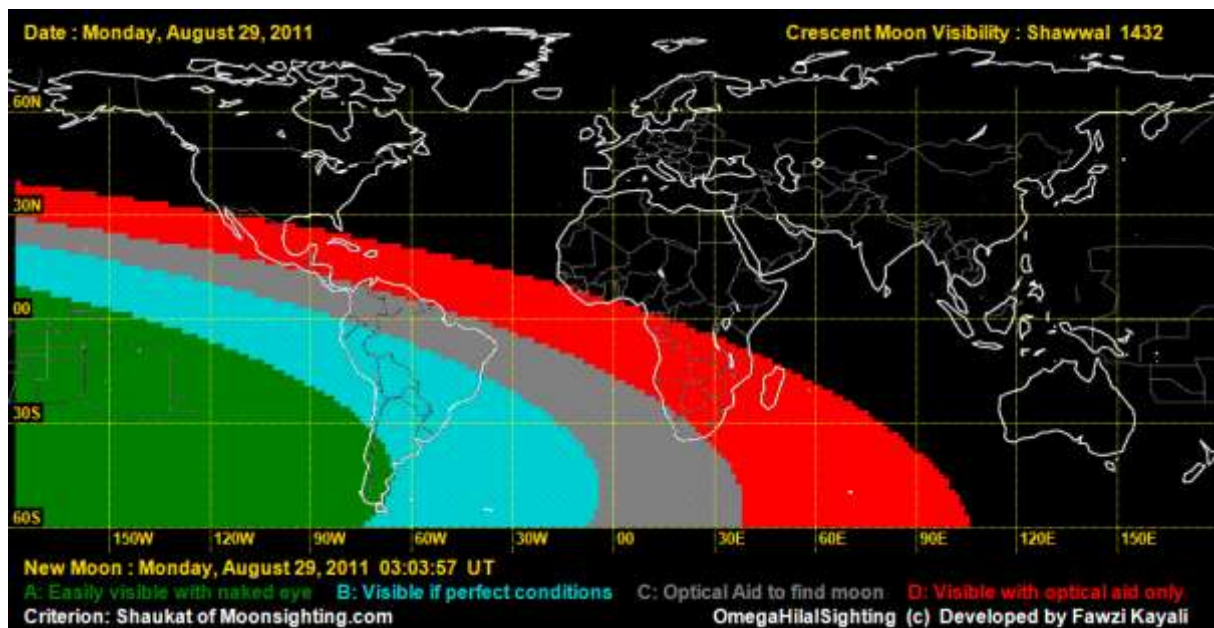 Date : Monday, August 29, 2011 Crescent Moon Visibility : Shawwal 1432
60N
30N
00
30S
60S
150W 120W 90W 60W 30W 00 30E 60E 90E 120E 150E
New Moon : Monday, August 29, 2011 03:03:57 UT
A: Easily visible with naked eye B: Visible if perfect conditions C: Optical Aid to find moon D: Visible with optical aid only
Criterion: Shaukat of Moonsighting.com OmegaHilalSighting (c) Developed by Fawzi Kayali